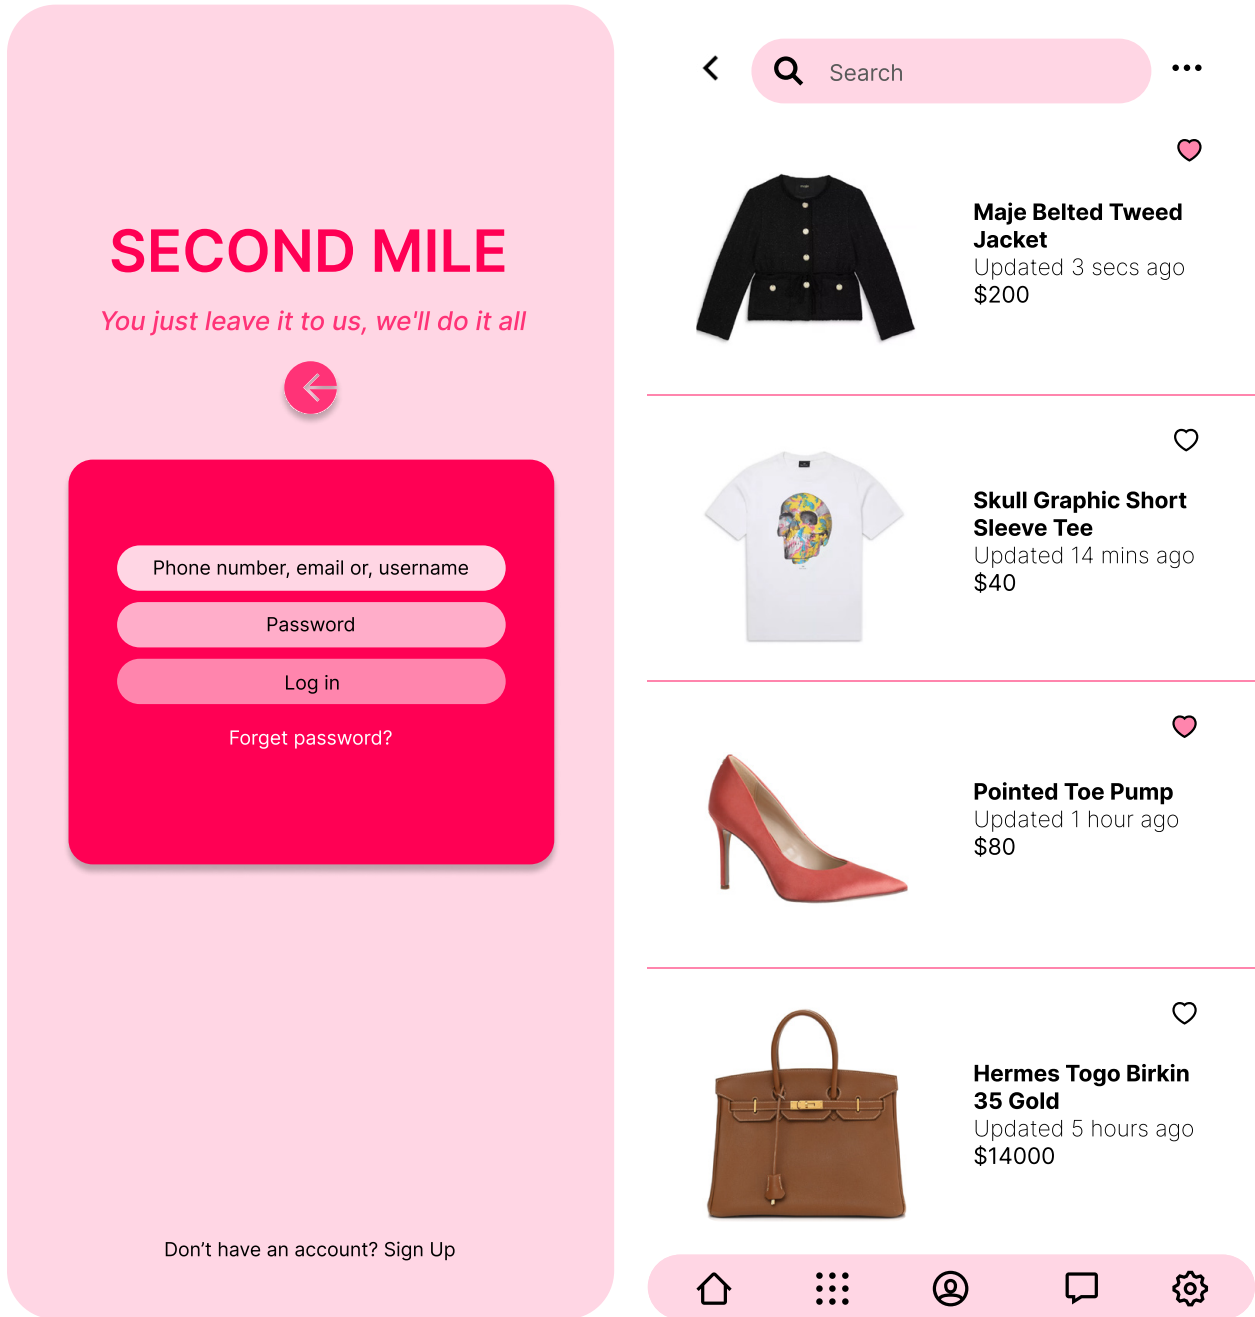 SECOND MILE
You just leave it to us, we'll do it all
Phone number, email or, username
Password
Log in
Forget password?
Don't have an account? Sign Up
Search
Maje Belted Tweed
Jacket
Updated 3 secs ago
$200
Skull Graphic Short
Sleeve Tee
Updated 14 mins ago
$40
Pointed Toe Pump
Updated 1 hour ago
$80
Hermes Togo Birkin
35 Gold
Updated 5 hours ago
$14000